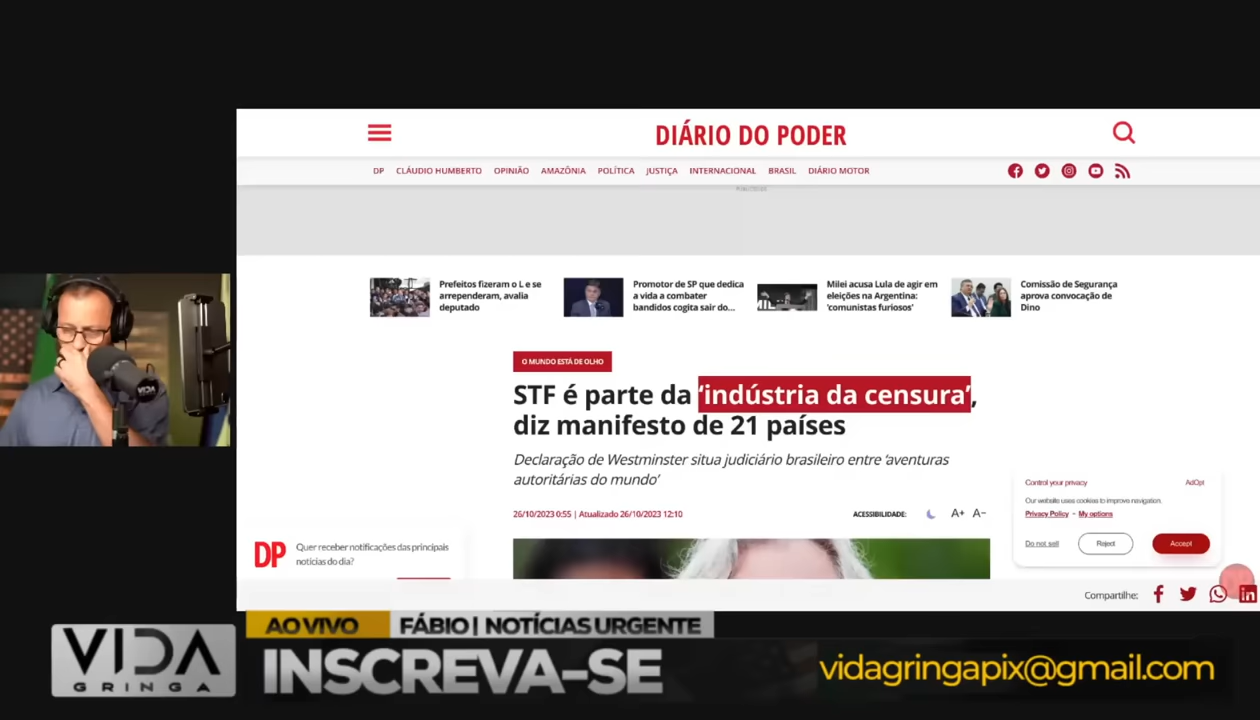 DIÁRIO DO PODER
DP CLÁUDIO HUMBERTO OPINIÃO AMAZÔNIA POLÍTICA JUSTIÇA INTERNACIONAL BRASIL DIÁRIO MOTOR
Prefeitos fizeram o L e se
arrependeram, avalia
deputado
Promotor de SP que dedica
a vida a combater
bandidos cogita sair do...
Milei acusa Lula de agir em
eleições na Argentina:
'comunistas furiosos'
Comissão de Segurança
aprova convocação de
Dino
O MUNDO ESTÁ DE OLHO
STF é parte da ‘indústria da censura’,
diz manifesto de 21 países
Declaração de Westminster situa judiciário brasileiro entre ‘aventuras
autoritárias do mundo’
26/10/2023 0:55 | Atualizado 26/10/2023 12:10
ACESSIBILIDADE: A+ A-
Control your privacy AdOpt
Our website uses cookies to improve navigation.
Privacy Policy - My options
Do not sell Reject Accept
DP
Quer receber notificações das principais
notícias do dia?
Compartilhe:
VIDA
AO VIVO FÁBIO | NOTÍCIAS URGENTE
VIDA
GRINGA
INSCREVA-SE
vidagringapix@gmail.com